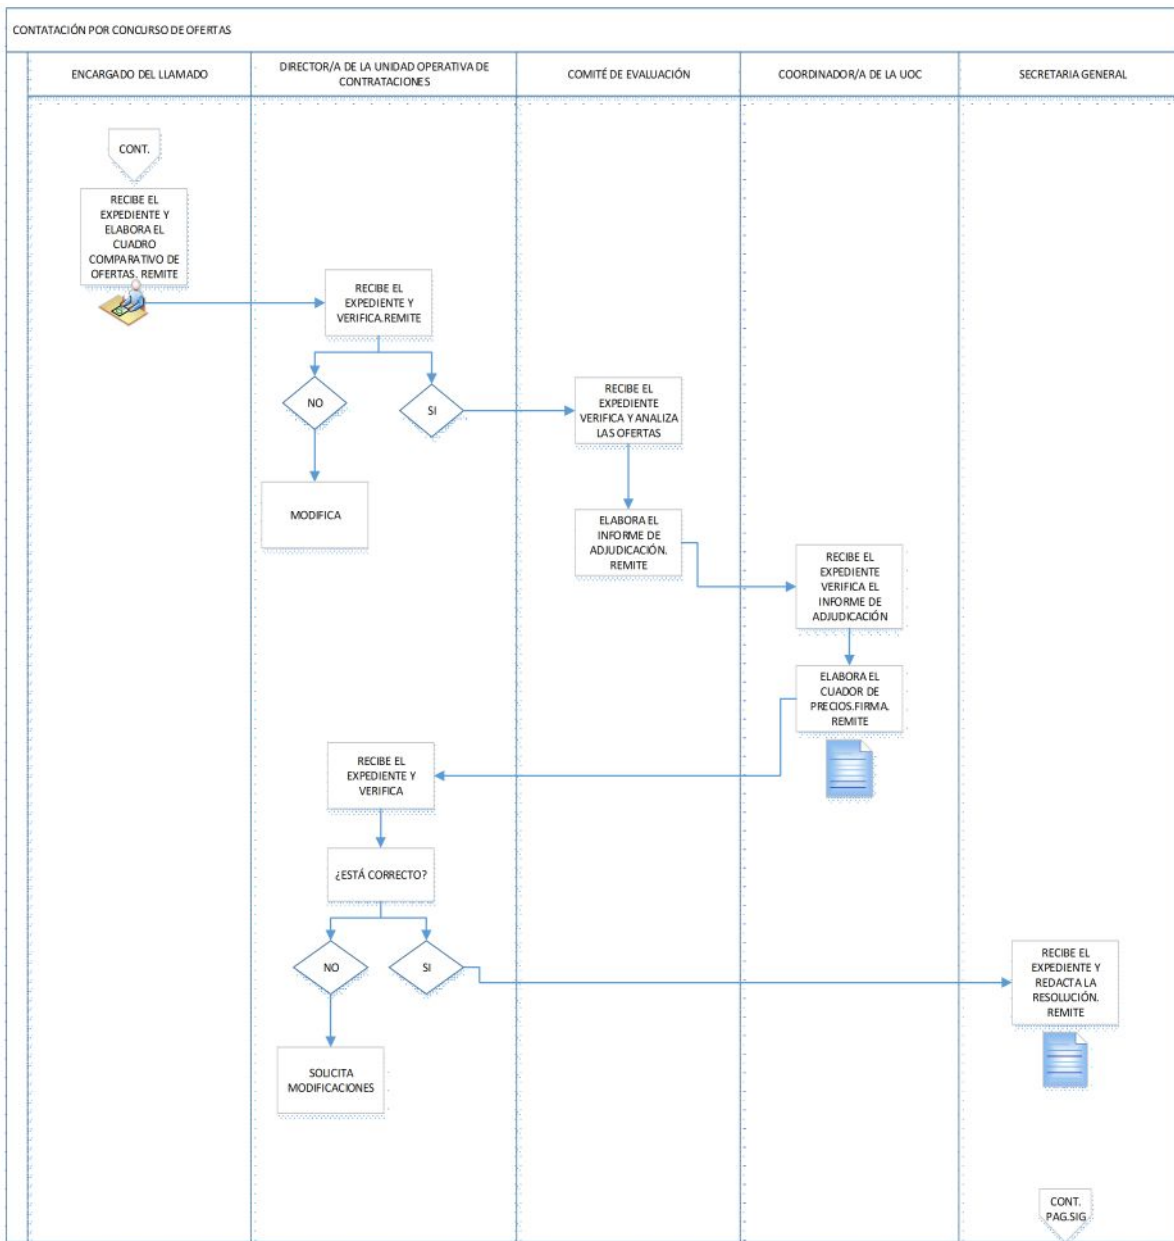 CONTATACIÓN POR CONCURSO DE OFERTAS
ENCARGADO DEL LLAMADO
DIRECTOR/A DE LA UNIDAD OPERATIVA DE
CONTRATACIONES
COMITÉ DE EVALUACIÓN
COORDINADOR/A DE LA UOC
SECRETARIA GENERAL
CONT.
RECIBE EL
EXPEDIENTE Y
ELABORA EL
CUADRO
COMPARATIVO DE
OFERTAS. REMITE
RECIBE EL
EXPEDIENTE Y
VERIFICA.REMITE
NO
SI
MODIFICA
RECIBE EL
EXPEDIENTE
VERIFICA Y ANALIZA
LAS OFERTAS
ELABORA EL
INFORME DE
ADJUDICACIÓN.
REMITE
RECIBE EL
EXPEDIENTE
VERIFICA EL
INFORME DE
ADJUDICACIÓN
ELABORA EL
CUADOR DE
PRECIOS.FIRMA.
REMITE
RECIBE EL
EXPEDIENTE Y
VERIFICA
¿ESTÁ CORRECTO?
NO
SI
SOLICITA
MODIFICACIONES
RECIBE EL
EXPEDIENTE Y
REDACTA LA
RESOLUCIÓN.
REMITE
CONT.
PAG.SIG